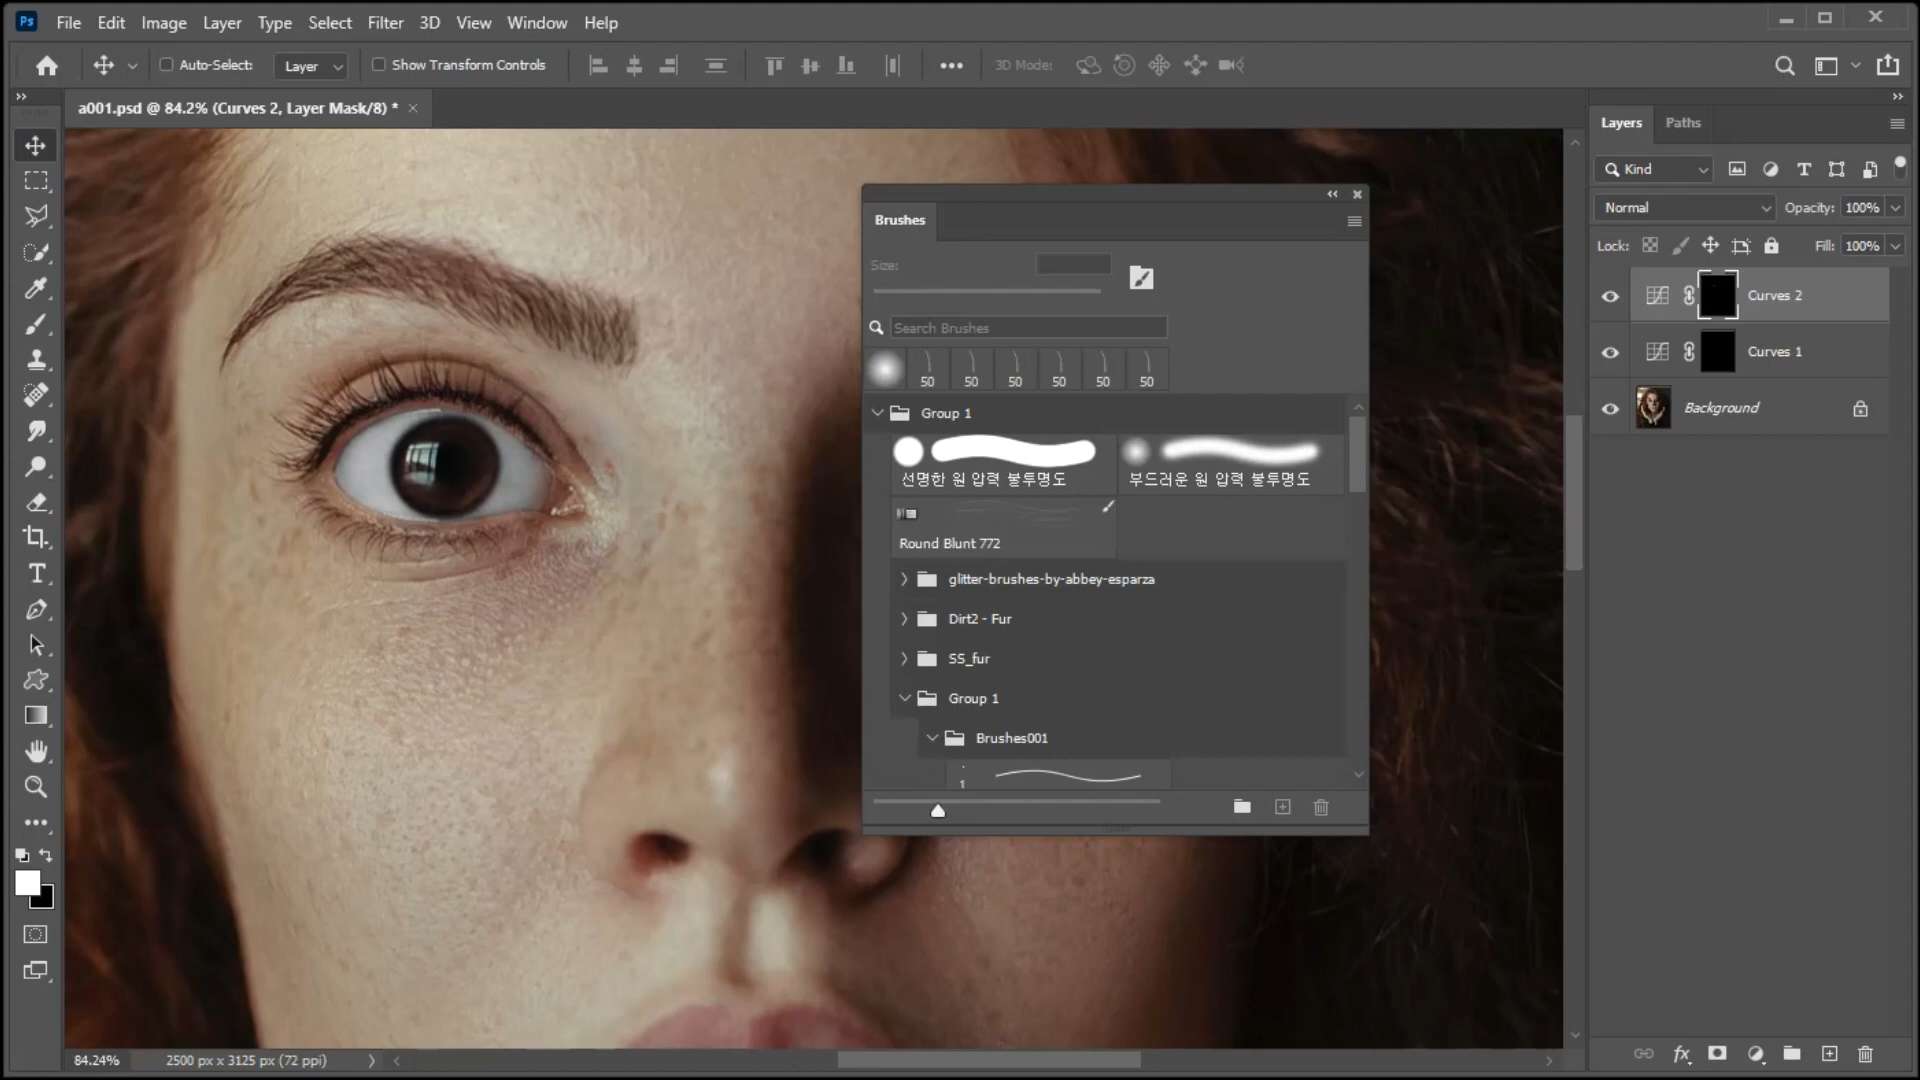 Ps File Edit Image Layer Type Select Filter 3D View Window Help
Auto-Select: Layer Show Transform Controls 3D Mode:
a001.psd @ 84.2% (Curves 2, Layer Mask/8) *
Layers Paths
Kind
Normal Opacity: 100%
Lock: Fill: 100%
Curves 2
Curves 1
Background
Brushes
Size:
Search Brushes
50 50 50 50 50 50
Group 1
선명한 원 압력 불투명도 부드러운 원 압력 불투명도
Round Blunt 772
glitter-brushes-by-abbey-esparza
Dirt2 - Fur
SS_fur
Group 1
Brushes001
1
84.24% 2500 px x 3125 px (72 ppi)
fx